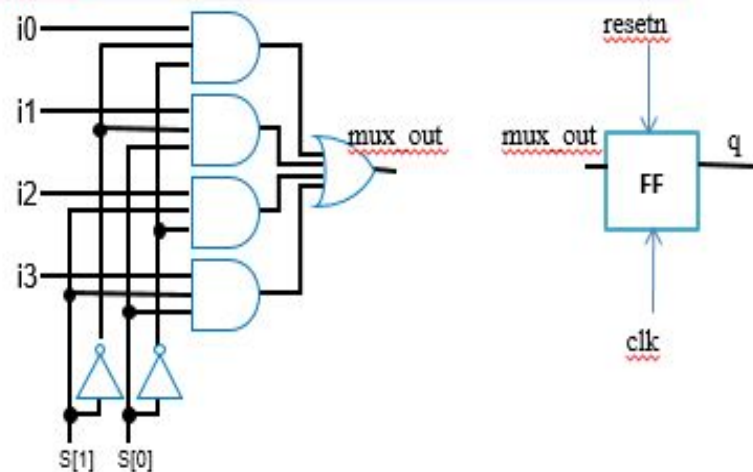 i0
resetn
i1
mux_out
mux_out
q
i2
FF
i3
clk
S[1]
S[0]